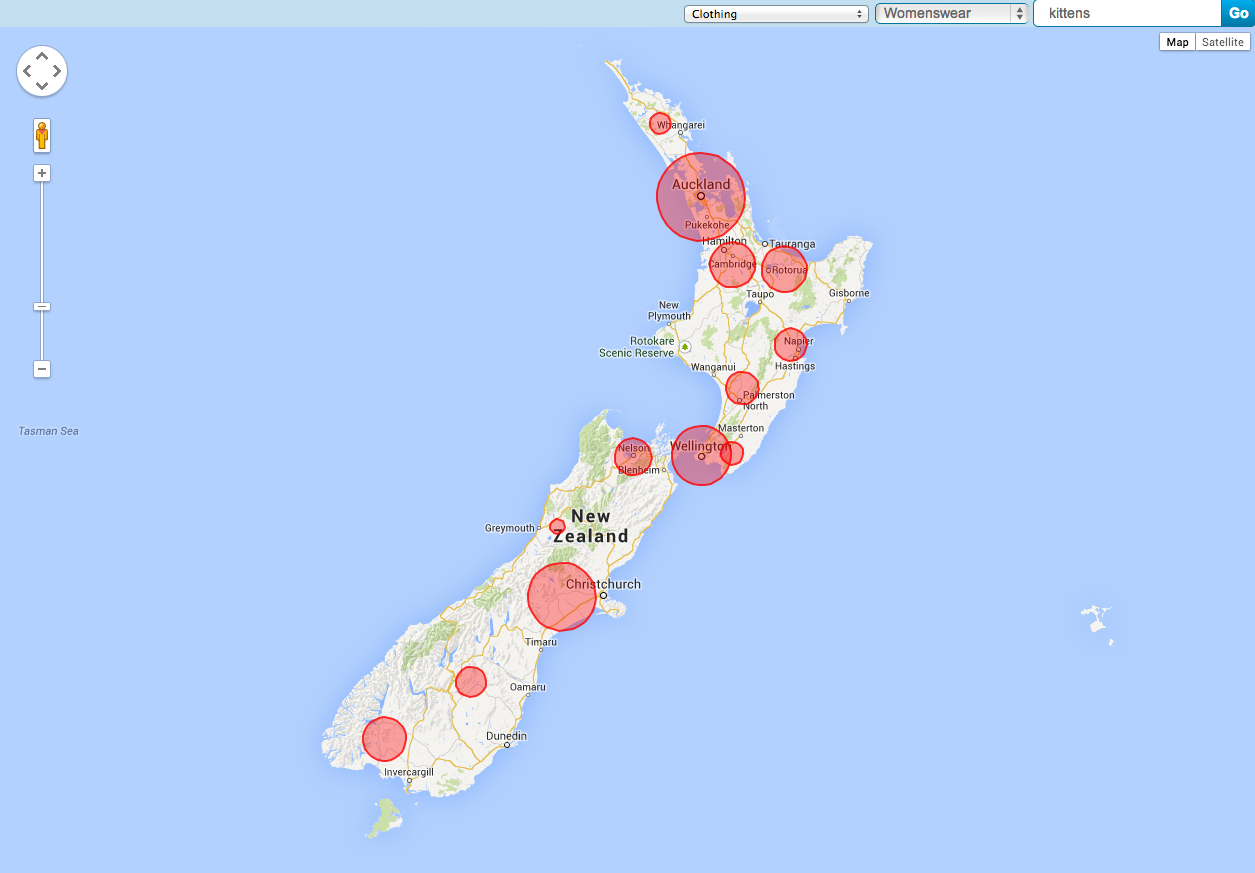 Clothing
Womenswear
kittens
Go
Map
Satellite
Whangarei
Auckland
Pukekohe
Hamilton
Tauranga
Cambridge
Rotorua
Taupo
Gisborne
New
Plymouth
Rotokare
Scenic Reserve
Napier
Hastings
Wanganui
Palmerston
North
Masterton
Tasman Sea
Wellington
Nelson
Blenheim
New
Zealand
Greymouth
Christchurch
Timaru
Oamaru
Dunedin
Invercargill